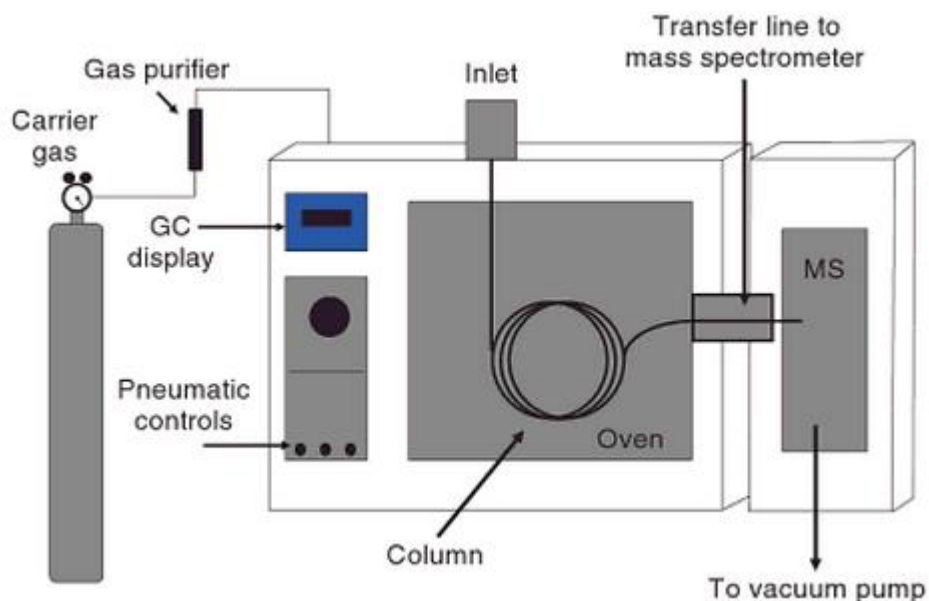 Transfer line to
mass spectrometer
Gas purifier
Inlet
Carrier
gas
GC
display
MS
Pneumatic
controls
Oven
Column
To vacuum pump